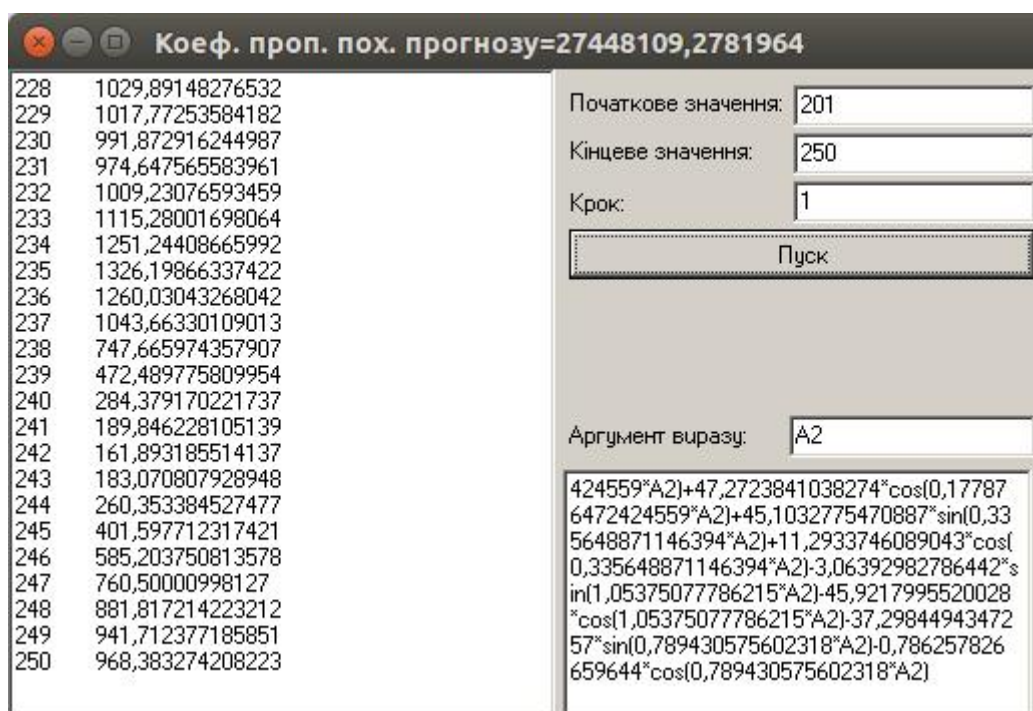 Коеф. проп. пох. прогнозу=27448109,2781964
228 1029,89148276532
229 1017,77253584182
230 991,872916244987
231 974,647565583961
232 1009,23076593459
233 1115,28001698064
234 1251,24408665992
235 1326,19866337422
236 1260,03043268042
237 1043,66330109013
238 747,665974357907
239 472,489775809954
240 284,379170221737
241 189,846228105139
242 161,893185514137
243 183,070807928948
244 260,353384527477
245 401,597712317421
246 585,203750813578
247 760,50000998127
248 881,817214223212
249 941,712377185851
250 968,383274208223
Початкове значення: 201
Кінцеве значення: 250
Крок: 1
Пуск
Аргумент виразу: A2
424559*A2)+47,2723841038274*cos(0,17787
6472424559*A2)+45,1032775470887*sin(0,33
5648871146394*A2)+11,2933746089043*cos(
0,335648871146394*A2)-3,06392982786442*s
in(1,05375077786215*A2)-45,9217995520028
*cos(1,05375077786215*A2)-37,29844943472
57*sin(0,789430575602318*A2)-0,786257826
659644*cos(0,789430575602318*A2)